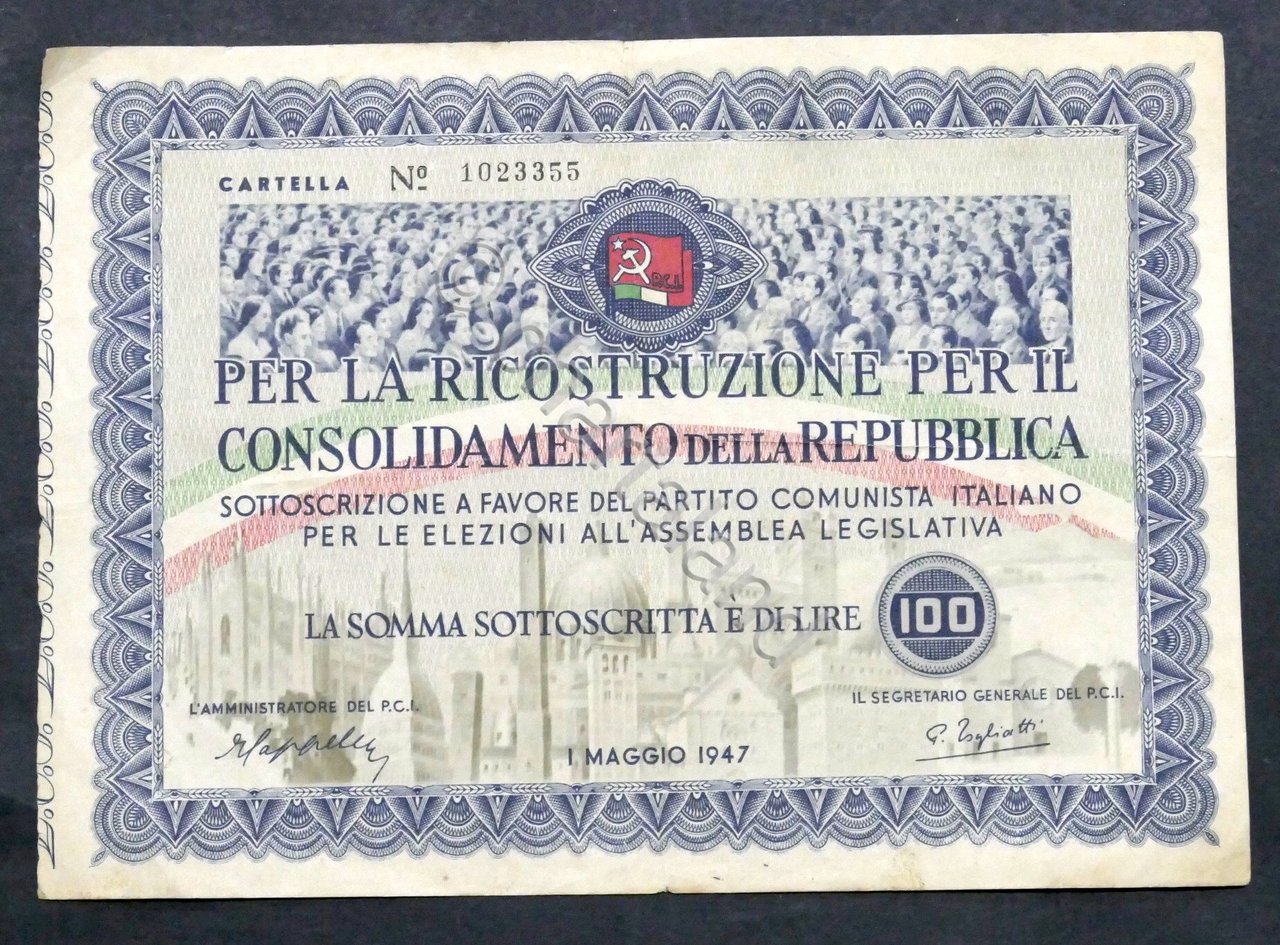 CARTELLA Nº 1023355
P.C.I.
PER LA RICOSTRUZIONE PER IL
CONSOLIDAMENTO DELLA REPUBBLICA
SOTTOSCRIZIONE A FAVORE DEL PARTITO COMUNISTA ITALIANO
PER LE ELEZIONI ALL'ASSEMBLEA LEGISLATIVA
LA SOMMA SOTTOSCRITTA È DI LIRE 100
L'AMMINISTRATORE DEL P.C.I.
IL SEGRETARIO GENERALE DEL P.C.I.
P. Togliatti
1 MAGGIO 1947